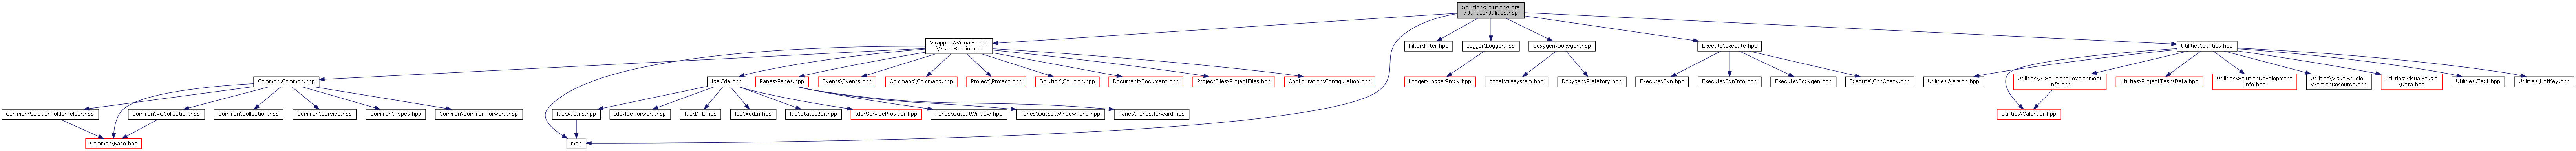 Solution/Solution/Core
/Utilities/Utilities.hpp
Wrappers\VisualStudio
\VisualStudio.hpp
Filter\Filter.hpp
Logger\Logger.hpp
Doxygen\Doxygen.hpp
Execute\Execute.hpp
Utilities\Utilities.hpp
Common\Common.hpp
Ide\Ide.hpp
Panes\Panes.hpp
Events\Events.hpp
Command\Command.hpp
Project\Project.hpp
Solution\Solution.hpp
Document\Document.hpp
ProjectFiles\ProjectFiles.hpp
Configuration\Configuration.hpp
Logger\LoggerProxy.hpp
boost\filesystem.hpp
Doxygen\Prefatory.hpp
Execute\Svn.hpp
Execute\SvnInfo.hpp
Execute\Doxygen.hpp
Execute\CppCheck.hpp
Utilities\Version.hpp
Utilities\AllSolutionsDevelopment
Info.hpp
Utilities\ProjectTasksData.hpp
Utilities\SolutionDevelopment
Info.hpp
Utilities\VisualStudio
\VersionResource.hpp
Utilities\VisualStudio
\Data.hpp
Utilities\Text.hpp
Utilities\HotKey.hpp
Common\SolutionFolderHelper.hpp
Common\VCCollection.hpp
Common\Collection.hpp
Common\Service.hpp
Common\Types.hpp
Common\Common.forward.hpp
Ide\AddIns.hpp
Ide\Ide.forward.hpp
Ide\DTE.hpp
Ide\AddIn.hpp
Ide\StatusBar.hpp
Ide\ServiceProvider.hpp
Panes\OutputWindow.hpp
Panes\OutputWindowPane.hpp
Panes\Panes.forward.hpp
Utilities\Calendar.hpp
Common\Base.hpp
map